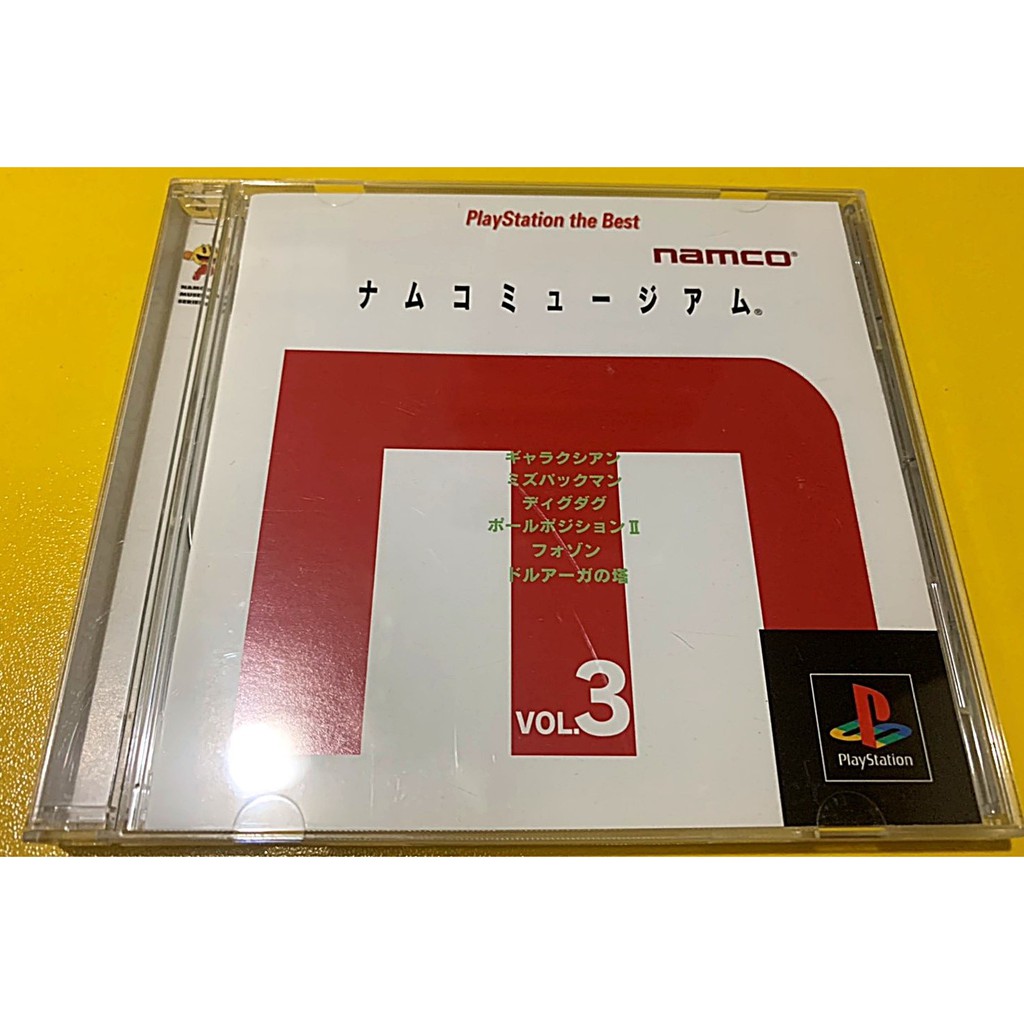 PlayStation the Best
namco®
ナムコミュージアム®
ギャラクシアン
ミズパックマン
ディグダグ
ポールポジションⅡ
フォゾン
ドルアーガの塔
VOL.3
PlayStation